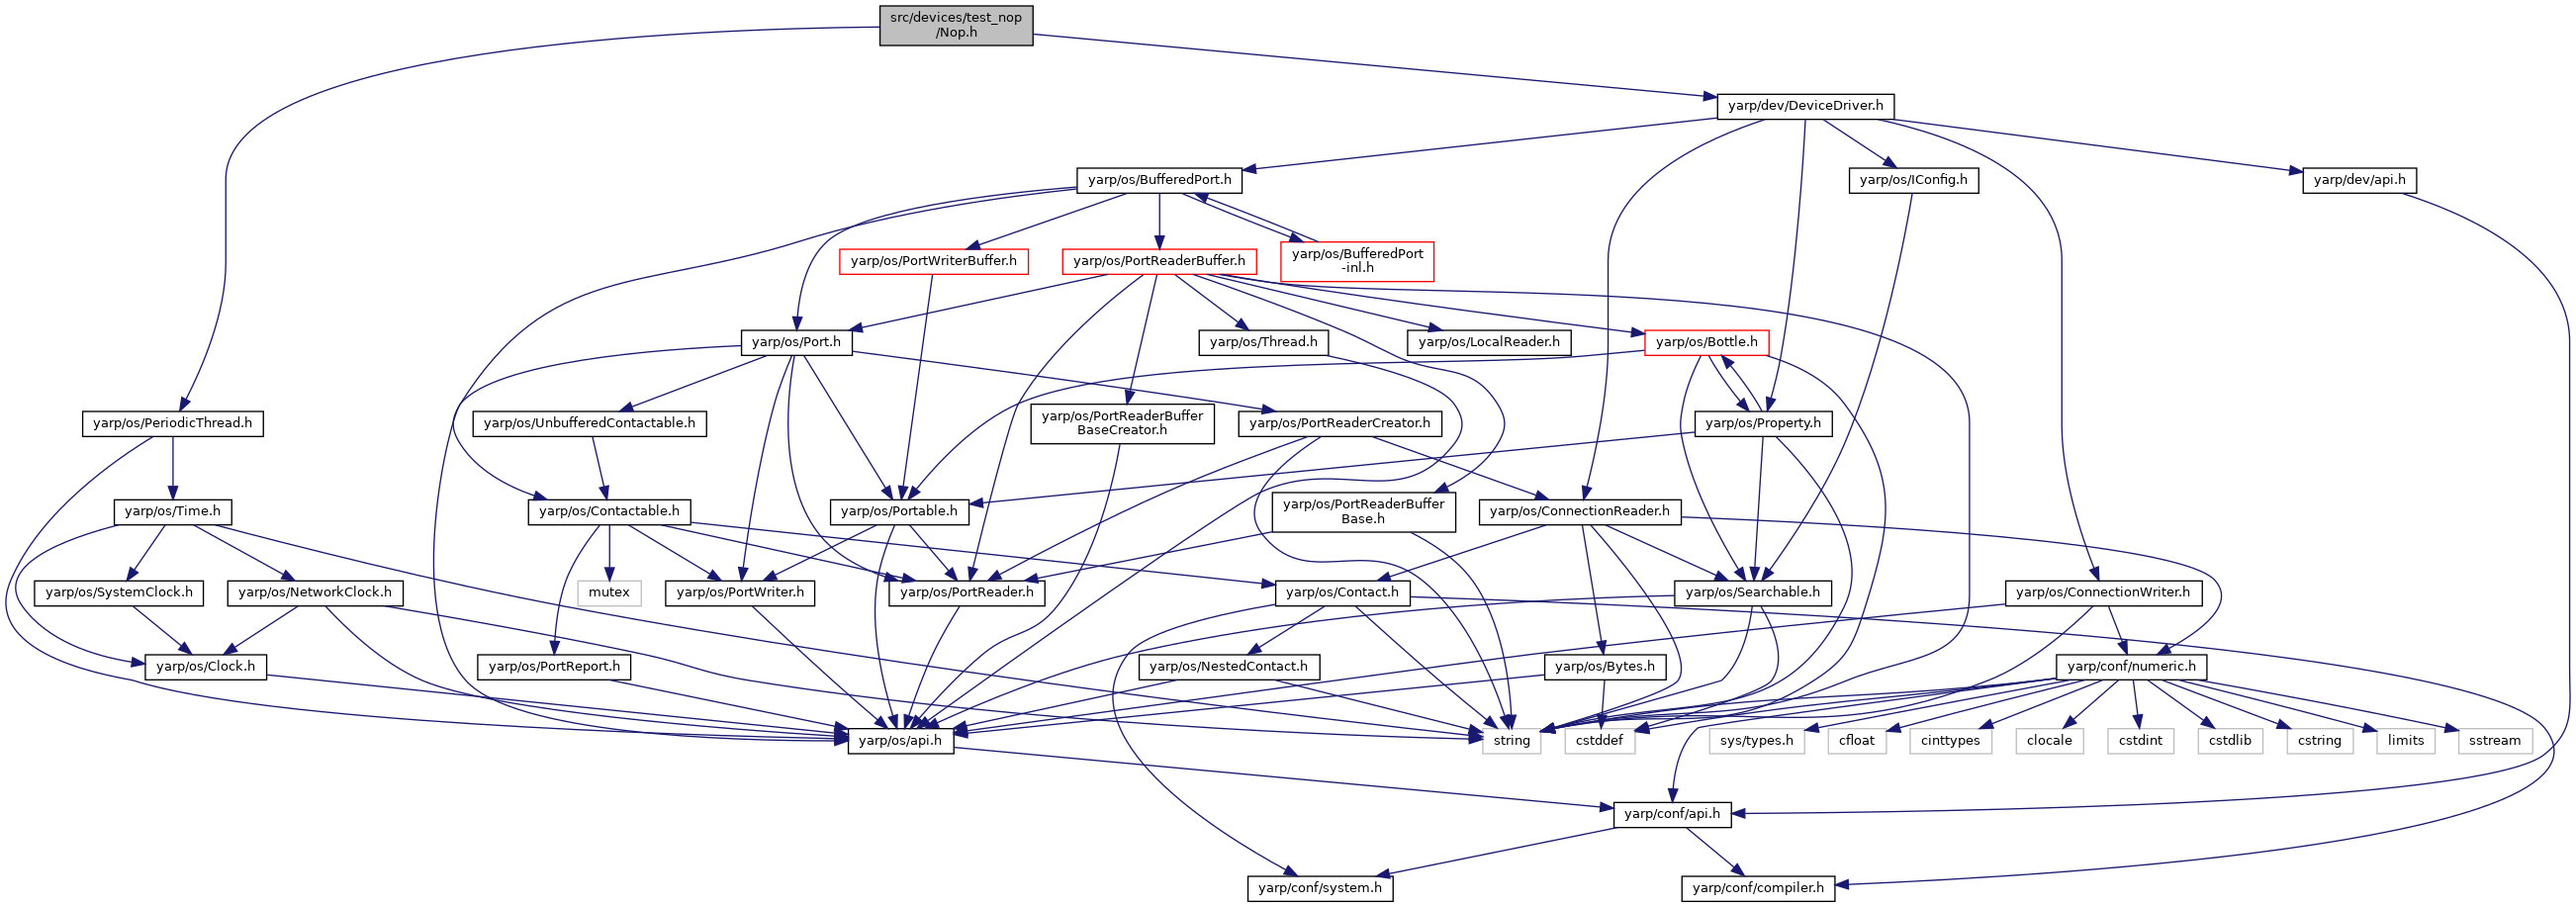 src/devices/test_nop
/Nop.h
yarp/dev/DeviceDriver.h
yarp/os/BufferedPort.h
yarp/os/IConfig.h
yarp/dev/api.h
yarp/os/PortWriterBuffer.h
yarp/os/PortReaderBuffer.h
yarp/os/BufferedPort
-inl.h
yarp/os/Port.h
yarp/os/Thread.h
yarp/os/LocalReader.h
yarp/os/Bottle.h
yarp/os/PeriodicThread.h
yarp/os/UnbufferedContactable.h
yarp/os/PortReaderBuffer
BaseCreator.h
yarp/os/PortReaderCreator.h
yarp/os/Property.h
yarp/os/Time.h
yarp/os/Contactable.h
yarp/os/Portable.h
yarp/os/PortReaderBuffer
Base.h
yarp/os/ConnectionReader.h
yarp/os/SystemClock.h
yarp/os/NetworkClock.h
mutex
yarp/os/PortWriter.h
yarp/os/PortReader.h
yarp/os/Contact.h
yarp/os/Searchable.h
yarp/os/ConnectionWriter.h
yarp/os/Clock.h
yarp/os/PortReport.h
yarp/os/NestedContact.h
yarp/os/Bytes.h
yarp/conf/numeric.h
yarp/os/api.h
string
cstddef
sys/types.h
cfloat
cinttypes
clocale
cstdint
cstdlib
cstring
limits
sstream
yarp/conf/api.h
yarp/conf/system.h
yarp/conf/compiler.h